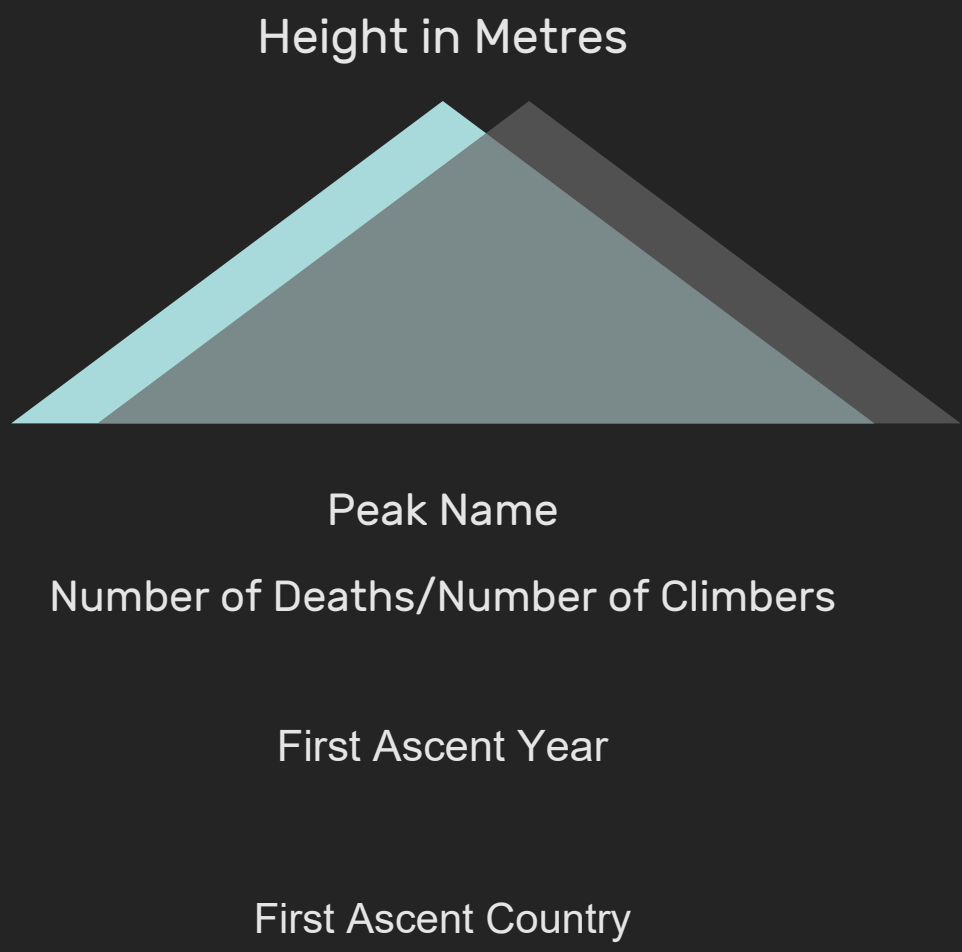 Height in Metres
Peak Name
Number of Deaths/Number of Climbers
First Ascent Year
First Ascent Country